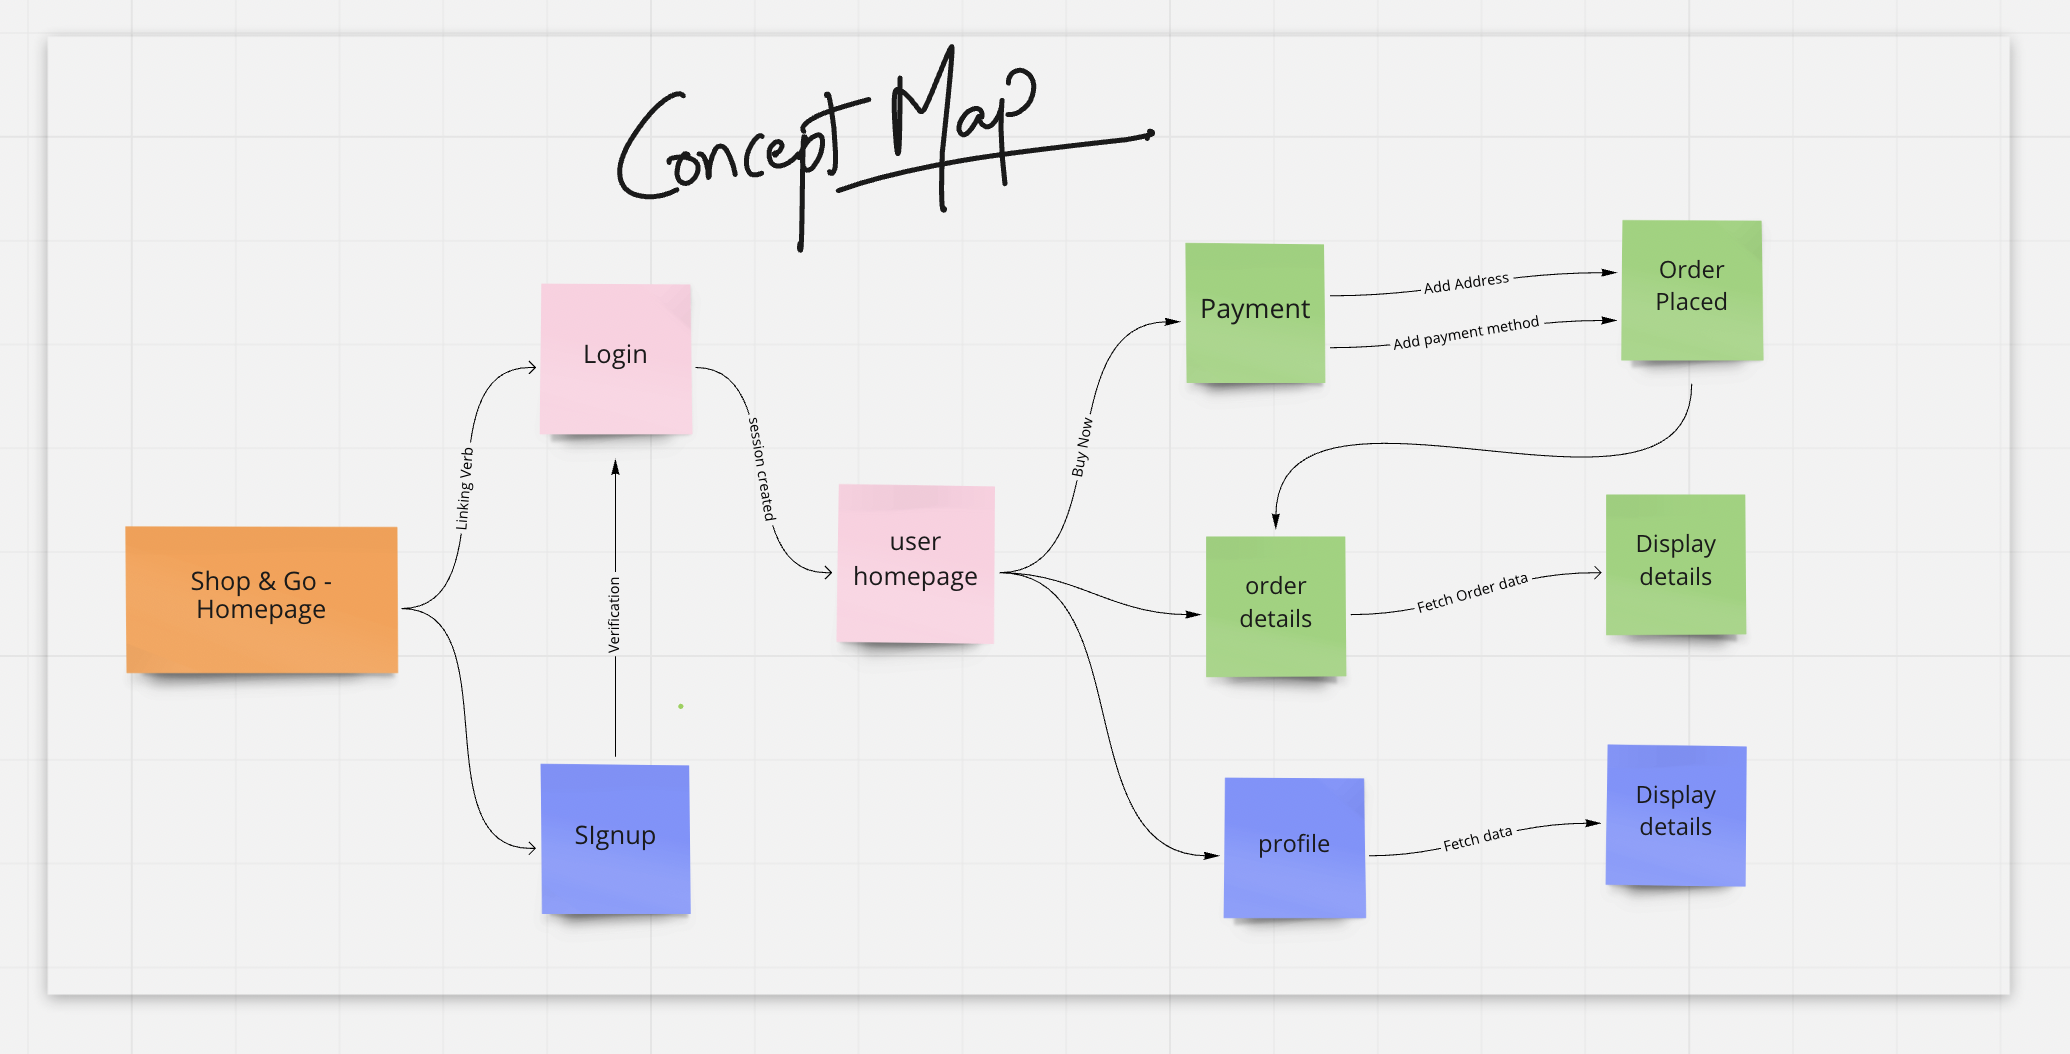 Concept Map
Shop & Go -
Homepage
Linking Verb
Login
Verification
SIgnup
session created
user
homepage
Buy Now
Payment
Add Address
Add payment method
Order
Placed
order
details
Fetch Order data
Display
details
profile
Fetch data
Display
details